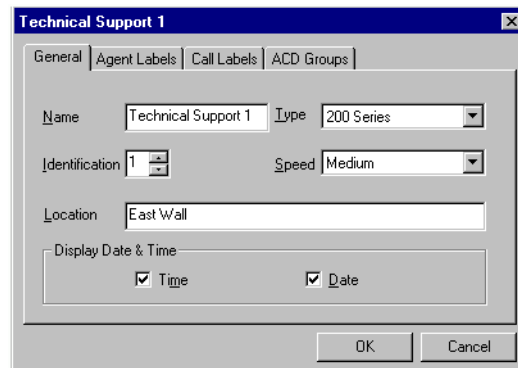 Technical Support 1
General Agent Labels Call Labels ACD Groups
Name Technical Support 1 Type 200 Series
Identification 1 Speed Medium
Location East Wall
Display Date & Time
Time Date
OK Cancel